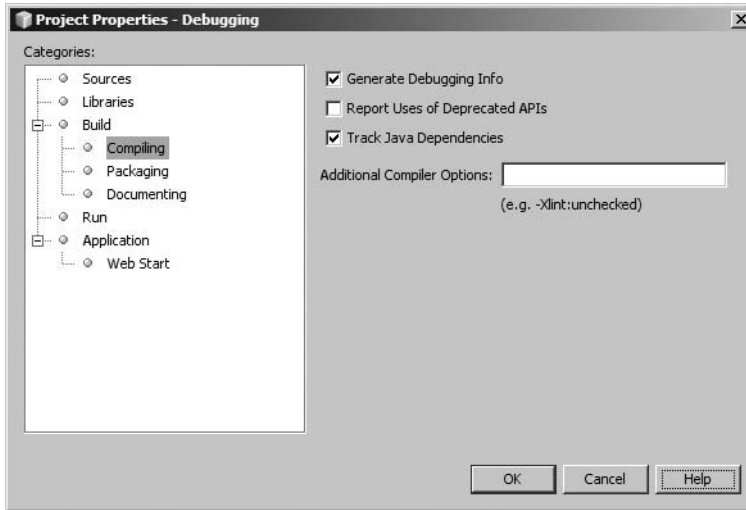 Project Properties - Debugging
Categories:
Sources
Libraries
Build
Compiling
Packaging
Documenting
Run
Application
Web Start
Generate Debugging Info
Report Uses of Deprecated APIs
Track Java Dependencies
Additional Compiler Options:
(e.g. -Xlint:unchecked)
OK
Cancel
Help